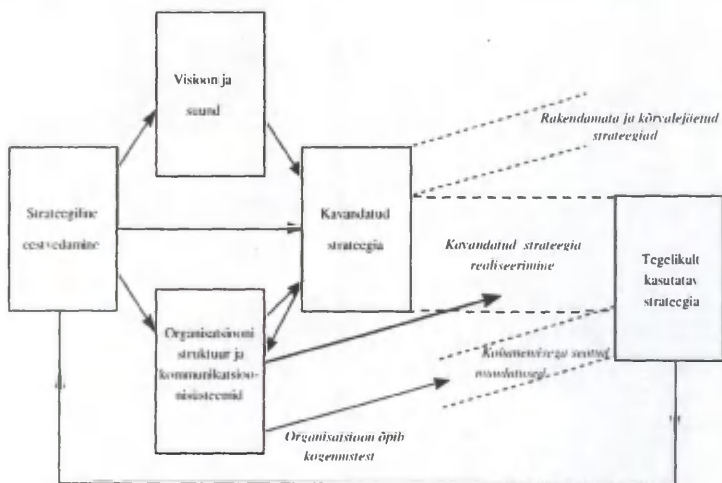 Visioon ja
suund
Rakendamata ja kõrvalejäetud
strateegiad
Strateegiline
eestvedamine
Kavandatud
strateegia
Kavandatud strateegia
realiseerimine
Tegelikult
kasutatav
strateegia
Organisatsiooni
struktuur ja
kommunikatsioo-
nisüsteemid
seotud
muudatused
Organisatsioon õpib
kogemustest